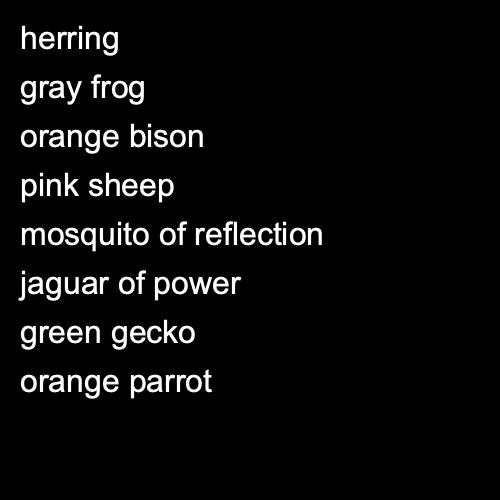 herring
gray frog
orange bison
pink sheep
mosquito of reflection
jaguar of power
green gecko
orange parrot